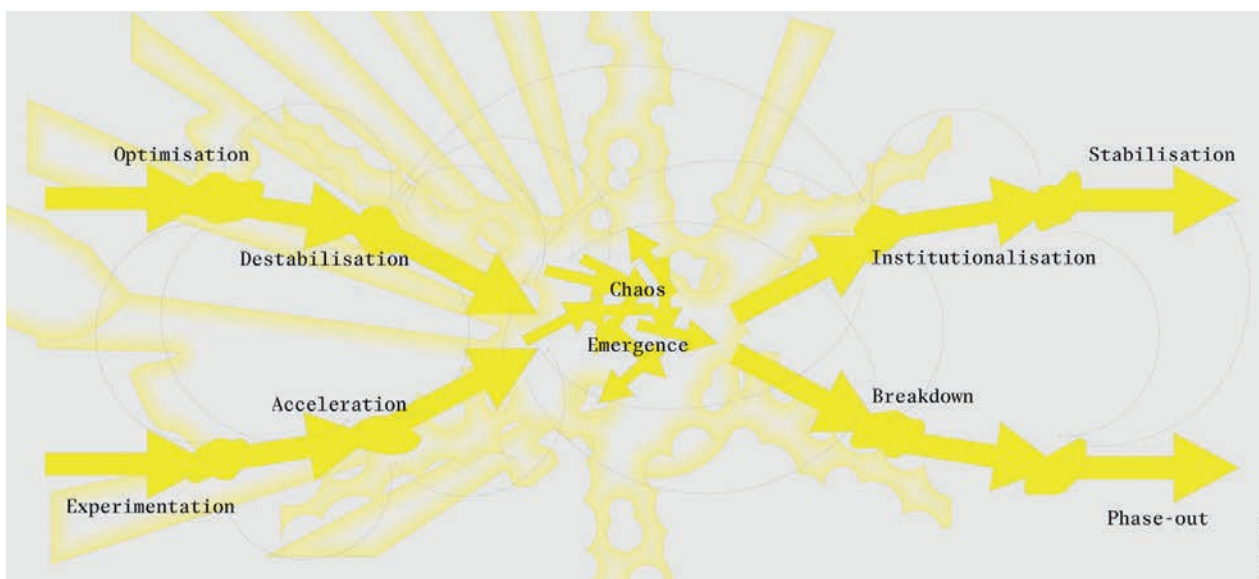 Optimisation
Stabilisation
Destabilisation
Institutionalisation
Chaos
Emergence
Acceleration
Breakdown
Experimentation
Phase-out